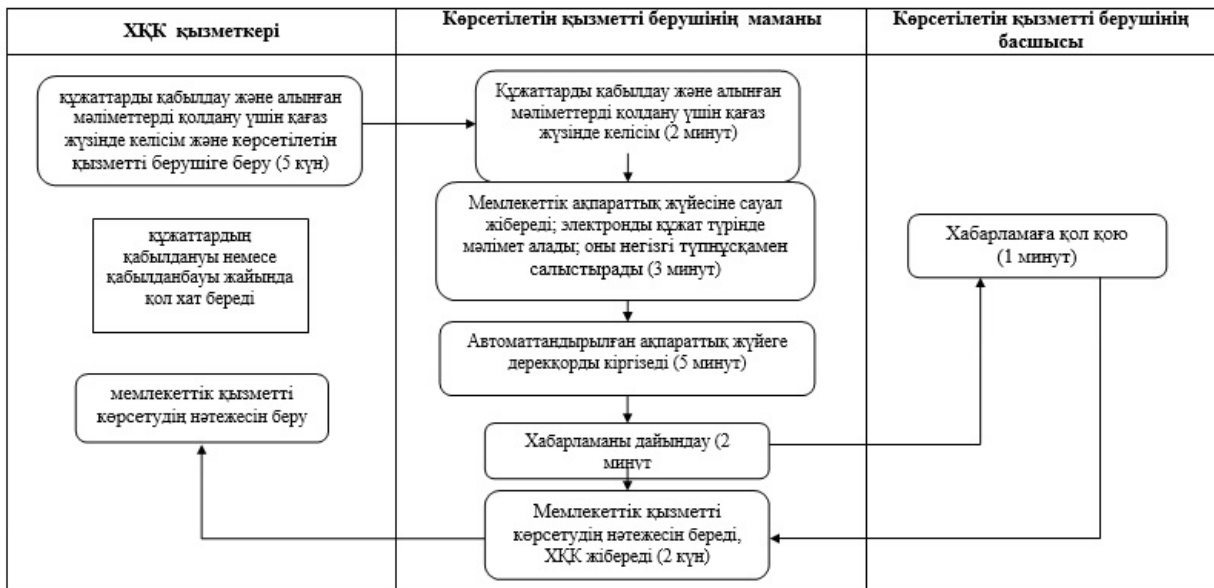 ХҚК қызметкері
Көрсетілетін қызметті берушінің маманы
Көрсетілетін қызметті берушінің
басшысы
құжаттарды қабылдау және алынған
мәліметтерді қолдану үшін қағаз
жүзінде келісім және көрсетілетін
қызметті берушіге беру (5 күн)
құжаттардың
қабылдануы немесе
қабылданбауы жайында
қол хат береді
мемлекеттік қызметті
көрсетудің нәтежесін беру
Құжаттарды қабылдау және алынған
мәліметтерді қолдану үшін қағаз
жүзінде келісім (2 минут)
Мемлекеттік ақпараттық жүйесіне сауал
жібереді; электронды құжат түрінде
мәлімет алады; оны негізгі түпнұсқамен
салыстырады (3 минут)
Автоматтандырылған ақпараттық жүйеге
дерекқорды кіргізеді (5 минут)
Хабарламаны дайындау (2
минут
Мемлекеттік қызметті
көрсетудің нәтежесін береді,
ХҚК жібереді (2 күн)
Хабарламаға қол қою
(1 минут)